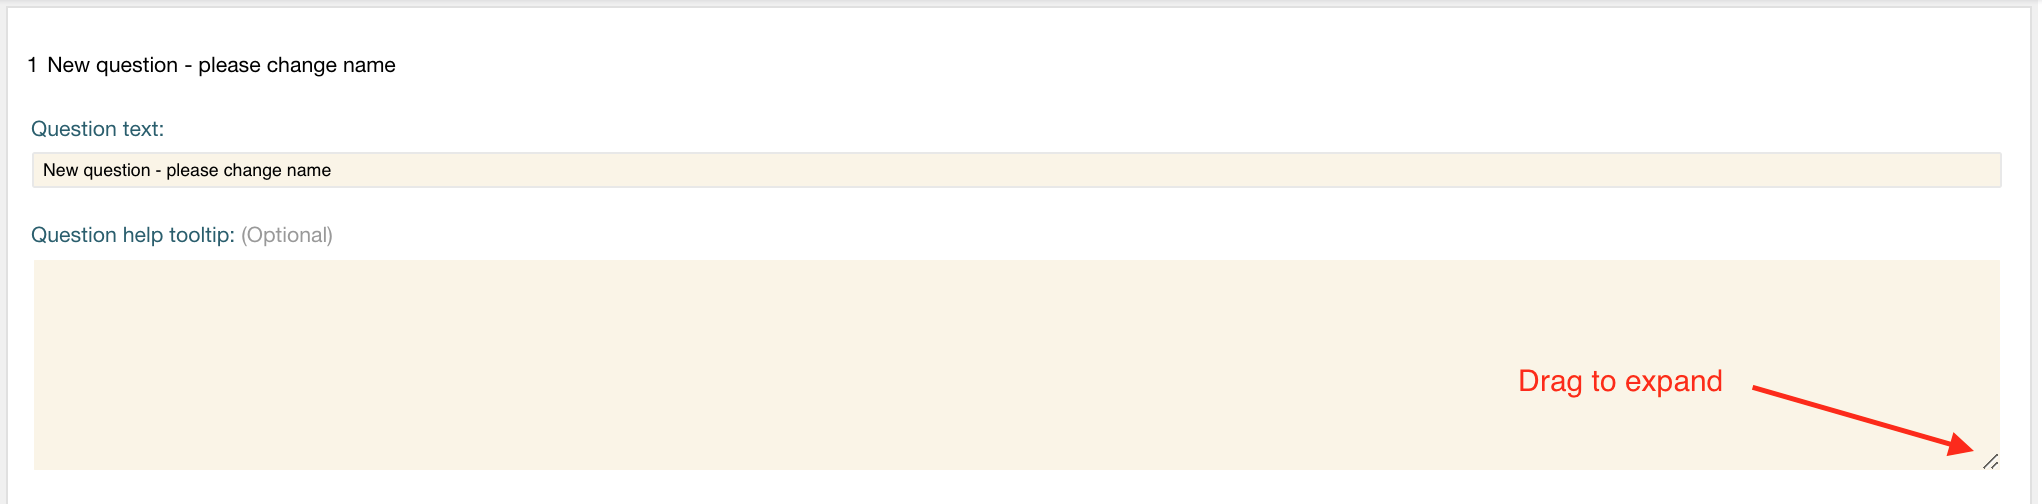 1 New question - please change name
Question text:
New question - please change name
Question help tooltip: (Optional)
Drag to expand